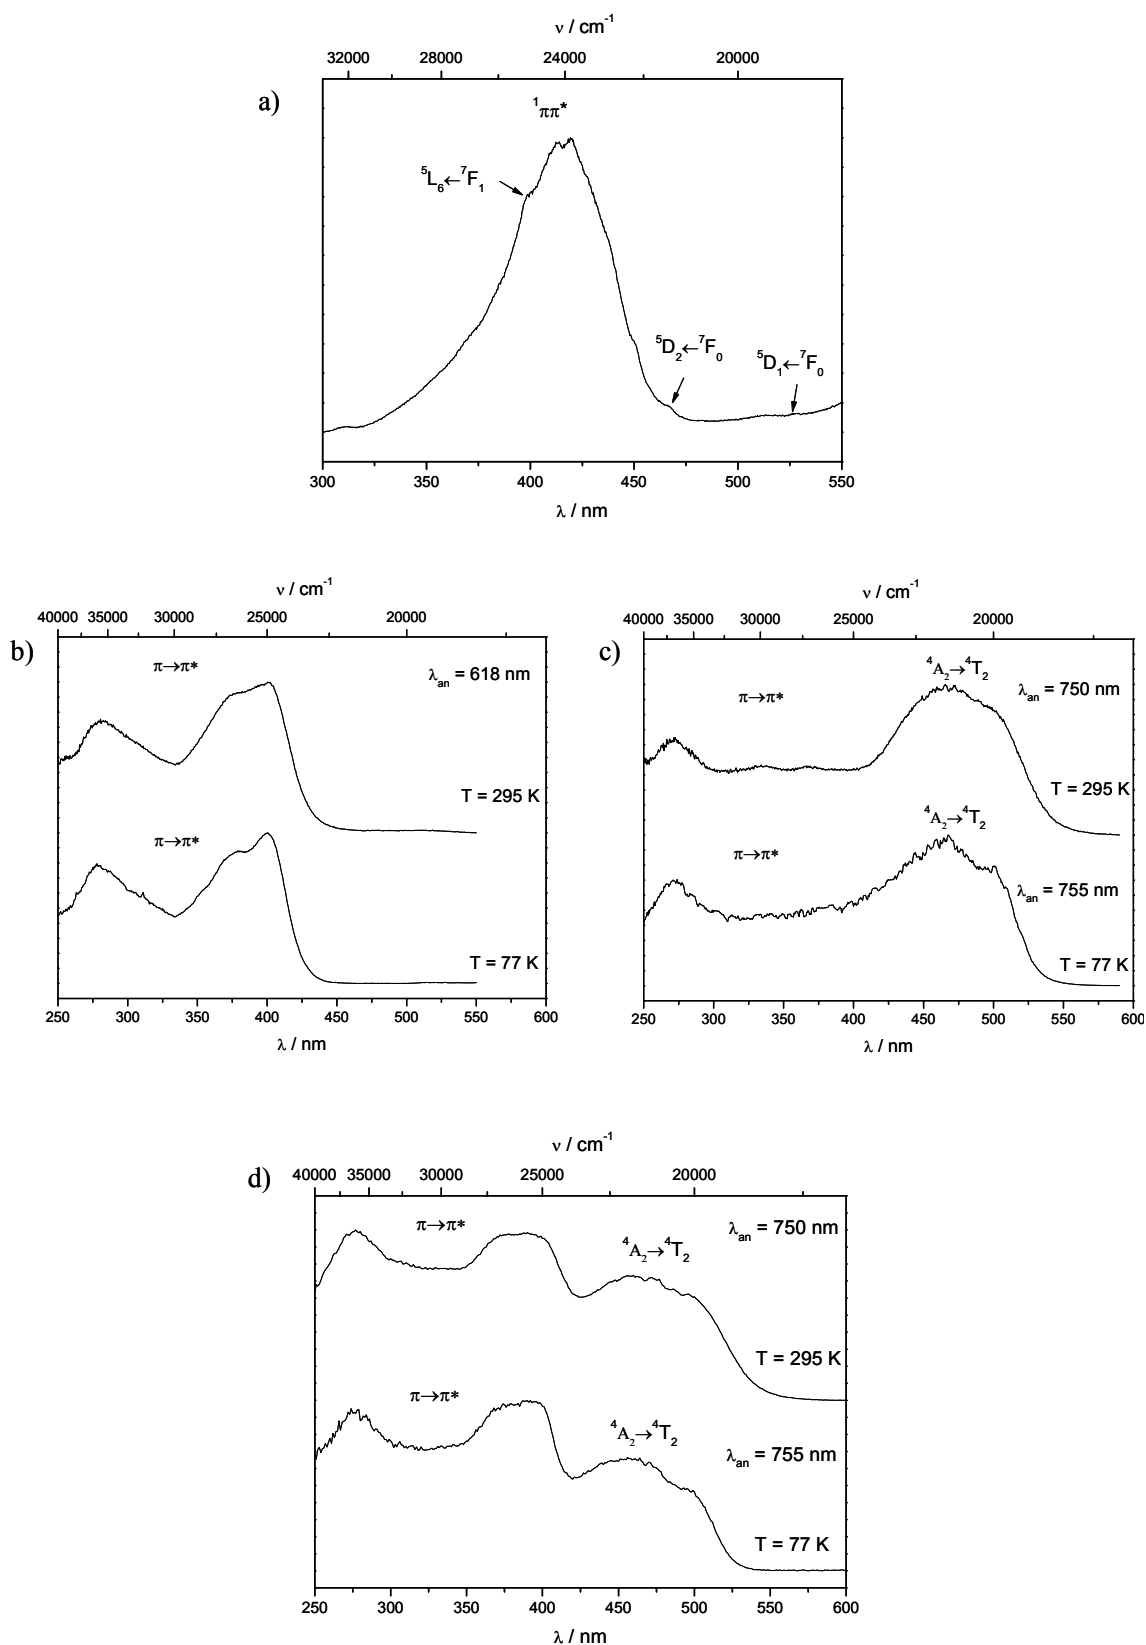 ν / cm⁻¹
32000 28000 24000 20000
a)
¹ππ*
⁵L₆←⁷F₁
⁵D₂←⁷F₀
⁵D₁←⁷F₀
300 350 400 450 500 550
λ / nm
ν / cm⁻¹
40000 35000 30000 25000 20000
b)
π→π*
λan = 618 nm
T = 295 K
π→π*
T = 77 K
250 300 350 400 450 500 550 600
λ / nm
ν / cm⁻¹
40000 35000 30000 25000 20000
c)
⁴A₂→⁴T₂
λan = 750 nm
π→π*
T = 295 K
⁴A₂→⁴T₂
π→π*
λan = 755 nm
T = 77 K
250 300 350 400 450 500 550 600
λ / nm
ν / cm⁻¹
40000 35000 30000 25000 20000
d)
π→π*
λan = 750 nm
⁴A₂→⁴T₂
T = 295 K
π→π*
⁴A₂→⁴T₂
λan = 755 nm
T = 77 K
250 300 350 400 450 500 550 600
λ / nm